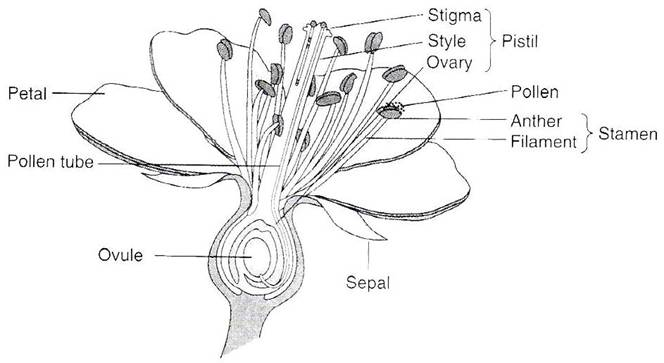 Stigma
Style
Ovary
Pistil
Petal
Pollen
Anther
Filament
Stamen
Pollen tube
Ovule
Sepal